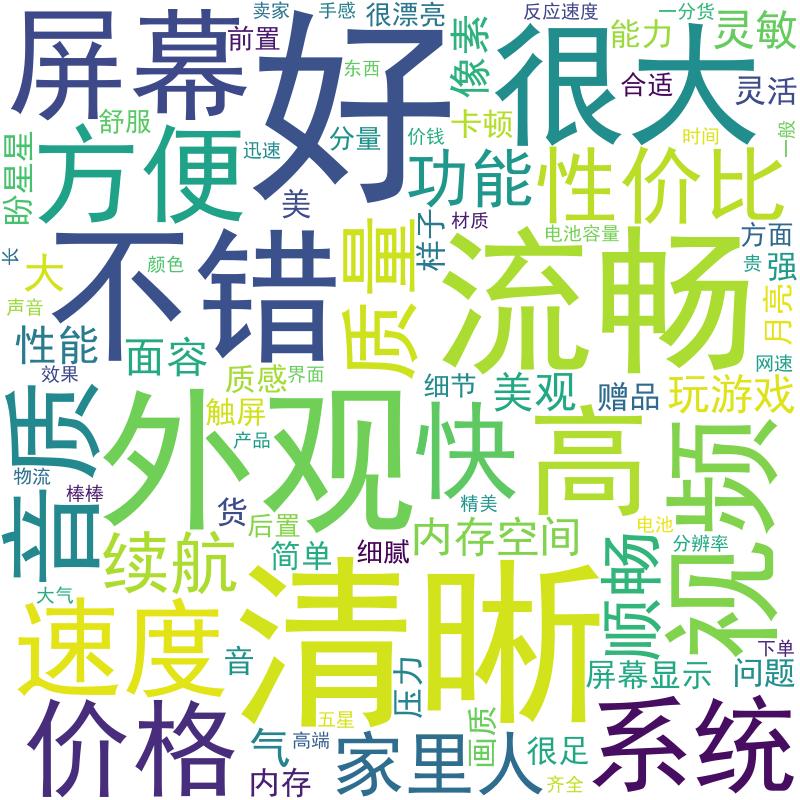 卖家
手感
很漂亮
反应速度
一分货
屏幕
前置
好
像素
能力
灵敏
东西
很大
合适
灵活
舒服
盼星星
方便
迅速
分量
价钱
卡顿
时间
一般
功能
性价比
美
样子
材质
电池容量
方面
不错
质量
流畅
长
大
颜色
贵
强
声音
月亮
性能
面容
网速
效果
质感
界面
细节
美观
赠品
玩游戏
音质
外观
触屏
快
高
视频
产品
物流
棒棒
货
后置
精美
内存空间
电池
续航
简单
细腻
顺畅
分辨率
大气
清晰
速度
音
压力
屏幕显示
问题
下单
价格
五星
画质
系统
气
高端
家里人
很足
内存
齐全